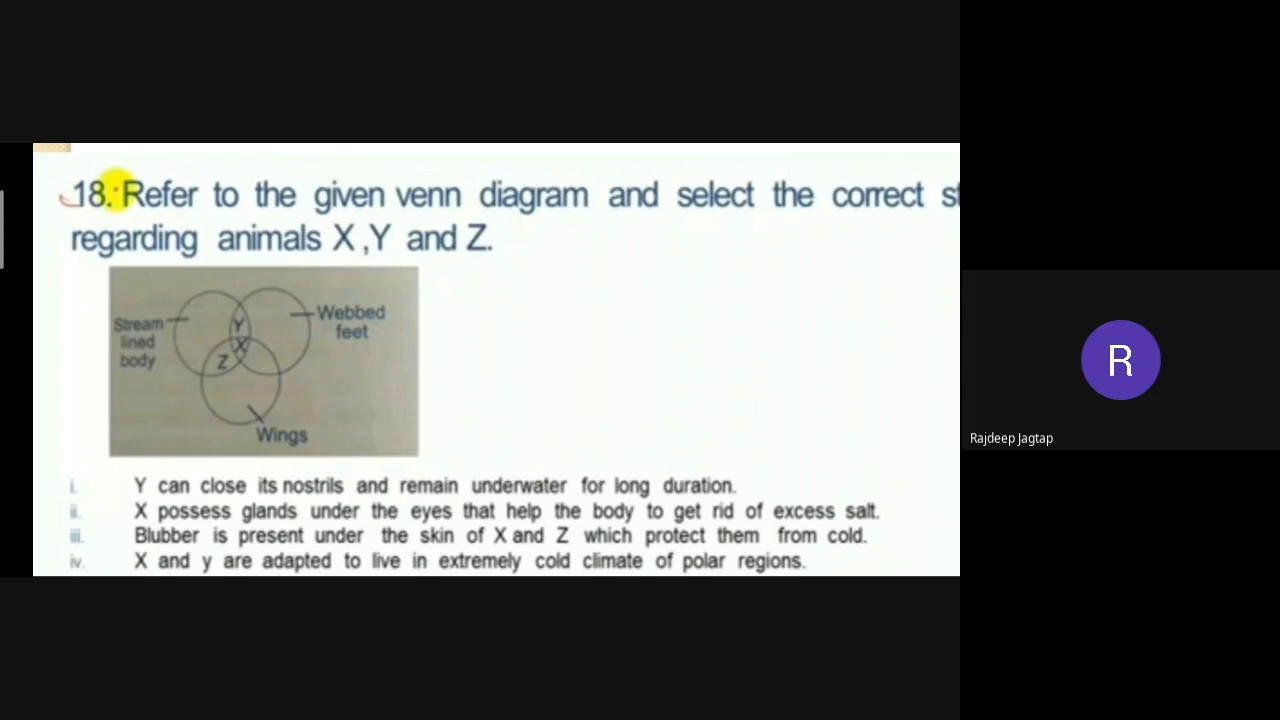 18. Refer to the given venn diagram and select the correct st
regarding animals X ,Y and Z.
Stream
lined
body
Webbed
feet
Y
X
Z
Wings
i. Y can close its nostrils and remain underwater for long duration.
ii. X possess glands under the eyes that help the body to get rid of excess salt.
iii. Blubber is present under the skin of X and Z which protect them from cold.
iv. X and y are adapted to live in extremely cold climate of polar regions.
R
Rajdeep Jagtap